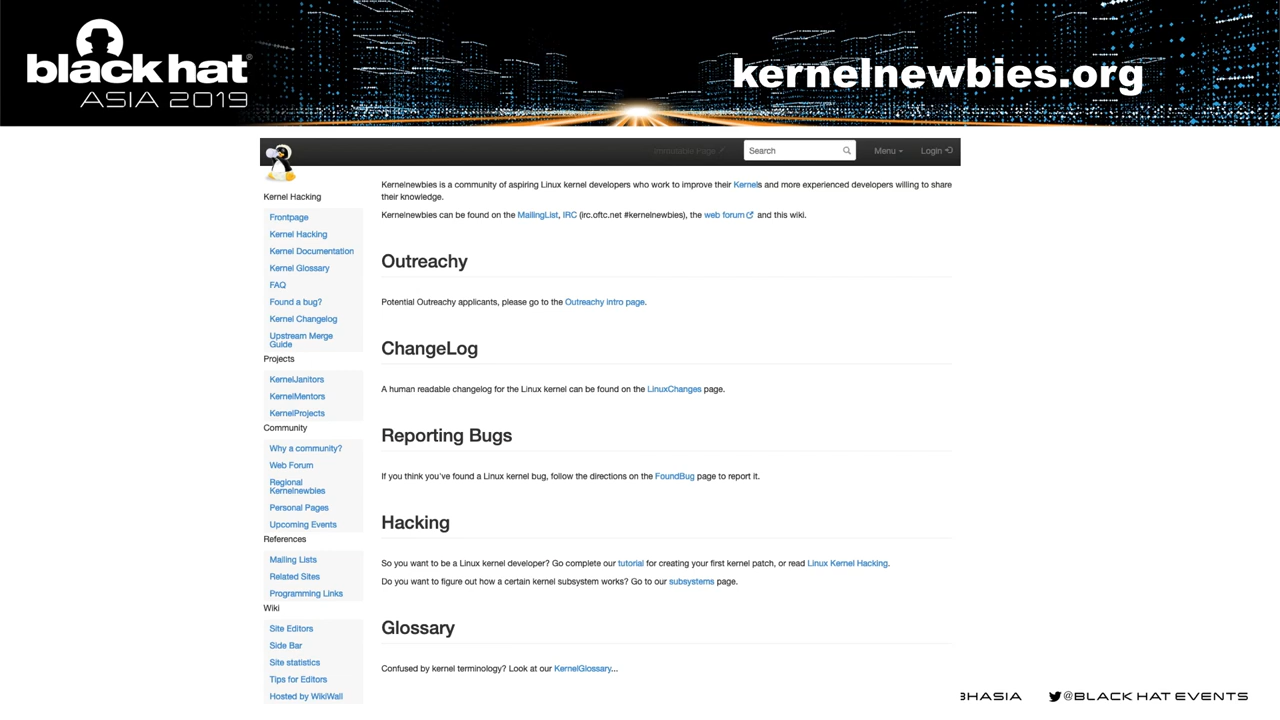 black hat®
ASIA 2019
kernelnewbies.org
Immutable Page
Search
Menu
Login
Kernel Hacking
Frontpage
Kernel Hacking
Kernel Documentation
Kernel Glossary
FAQ
Found a bug?
Kernel Changelog
Upstream Merge
Guide
Projects
KernelJanitors
KernelMentors
KernelProjects
Community
Why a community?
Web Forum
Regional
Kernelnewbies
Personal Pages
Upcoming Events
References
Mailing Lists
Related Sites
Programming Links
Wiki
Site Editors
Side Bar
Site statistics
Tips for Editors
Hosted by WikiWall
Kernelnewbies is a community of aspiring Linux kernel developers who work to improve their Kernels and more experienced developers willing to share
their knowledge.
Kernelnewbies can be found on the MailingList, IRC (irc.oftc.net #kernelnewbies), the web forum and this wiki.
Outreachy
Potential Outreachy applicants, please go to the Outreachy intro page.
ChangeLog
A human readable changelog for the Linux kernel can be found on the LinuxChanges page.
Reporting Bugs
If you think you've found a Linux kernel bug, follow the directions on the FoundBug page to report it.
Hacking
So you want to be a Linux kernel developer? Go complete our tutorial for creating your first kernel patch, or read Linux Kernel Hacking.
Do you want to figure out how a certain kernel subsystem works? Go to our subsystems page.
Glossary
Confused by kernel terminology? Look at our KernelGlossary...
BHASIA @BLACK HAT EVENTS